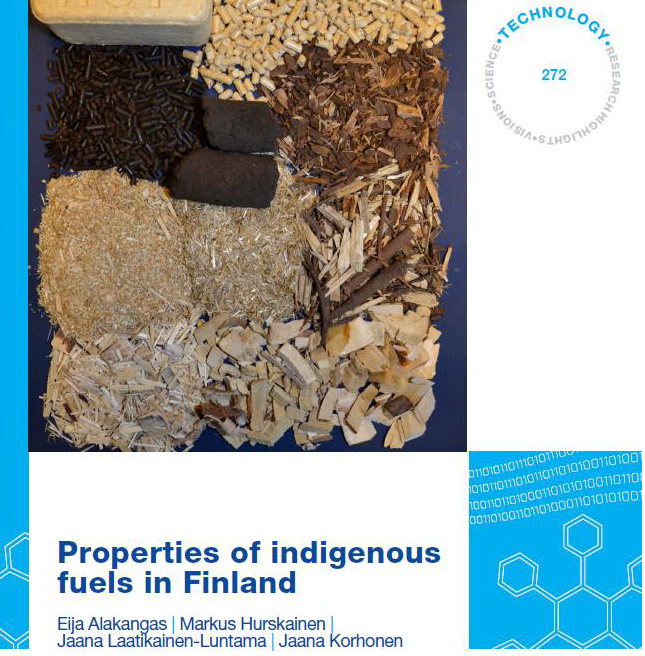 SCIENCE•TECHNOLOGY•RESEARCH HIGHLIGHTS•VISIONS•
272
Properties of indigenous
fuels in Finland
Eija Alakangas | Markus Hurskainen |
Jaana Laatikainen-Luntama | Jaana Korhonen